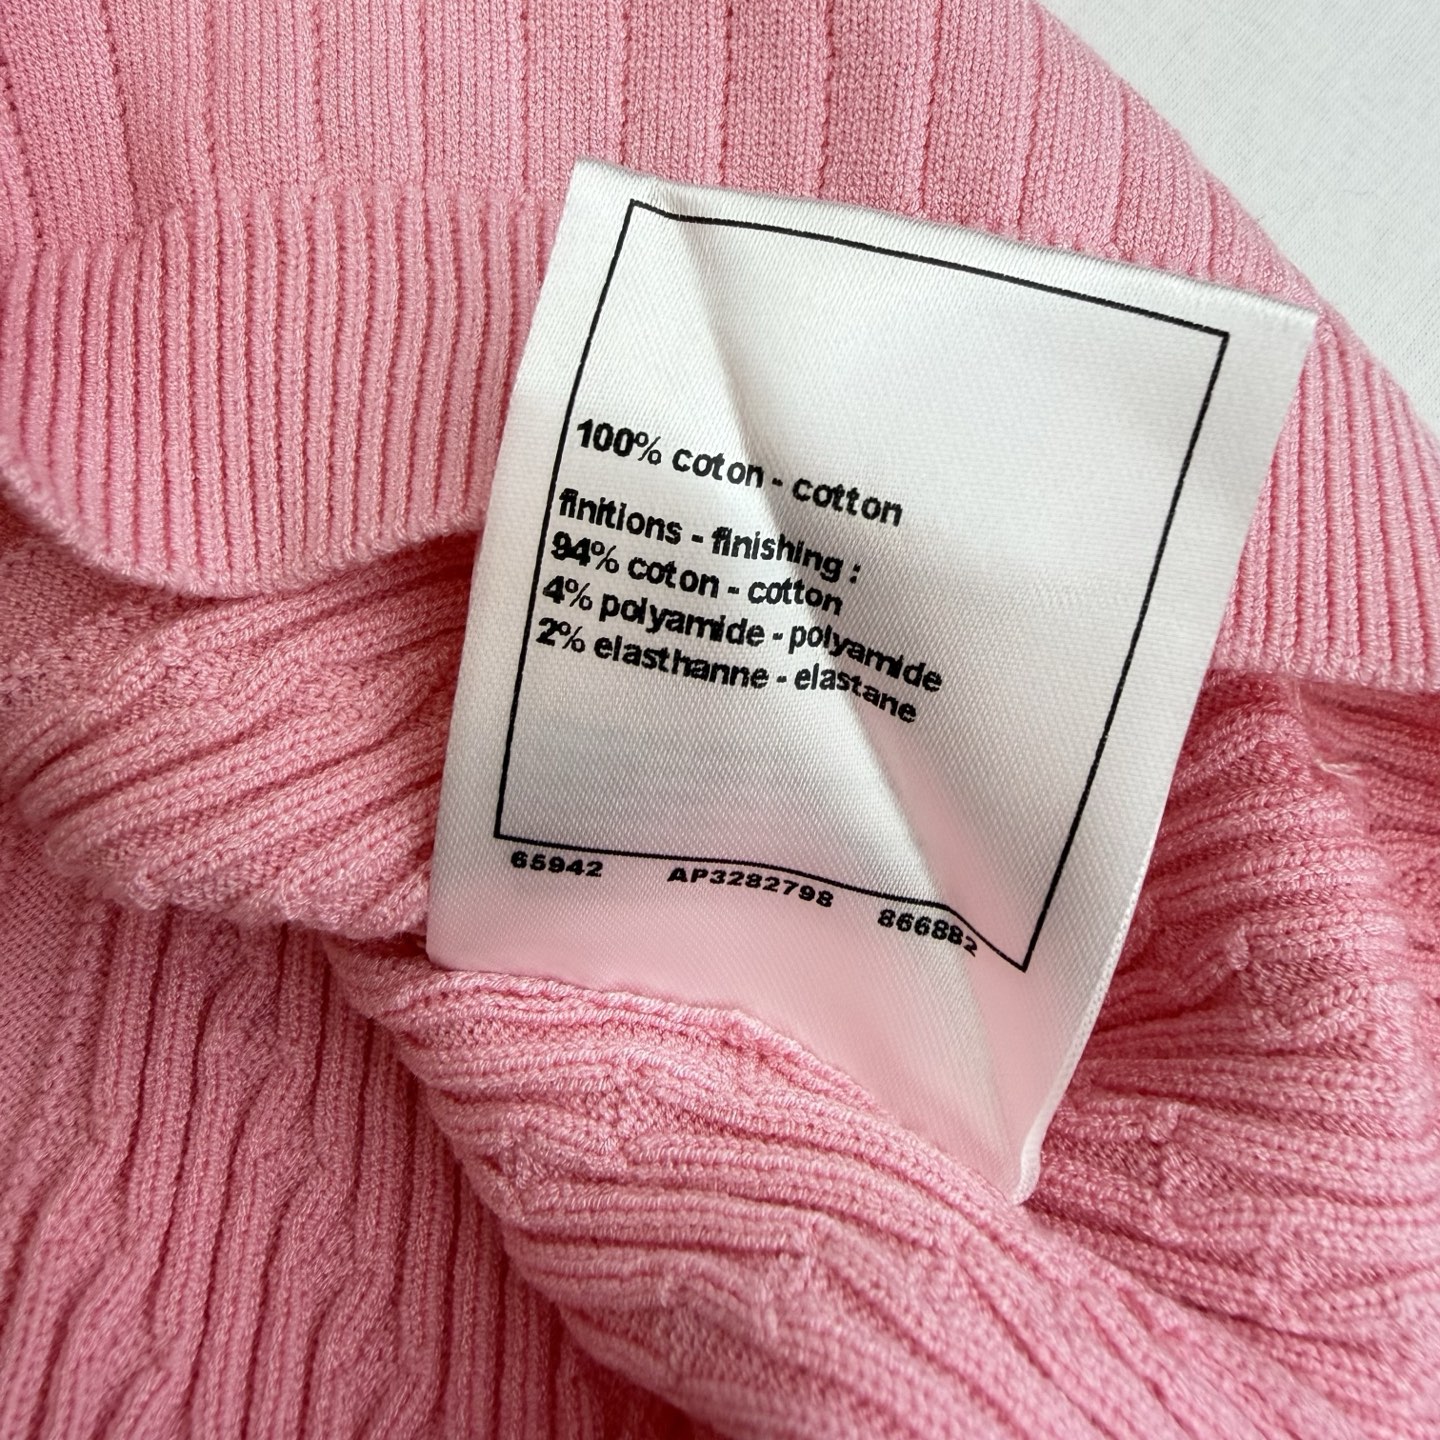 100% coton - cotton
finitions - finishing :
94% coton - cotton
4% polyamide - polyamide
2% elasthanne - elastane
65942 AP3282798 866882